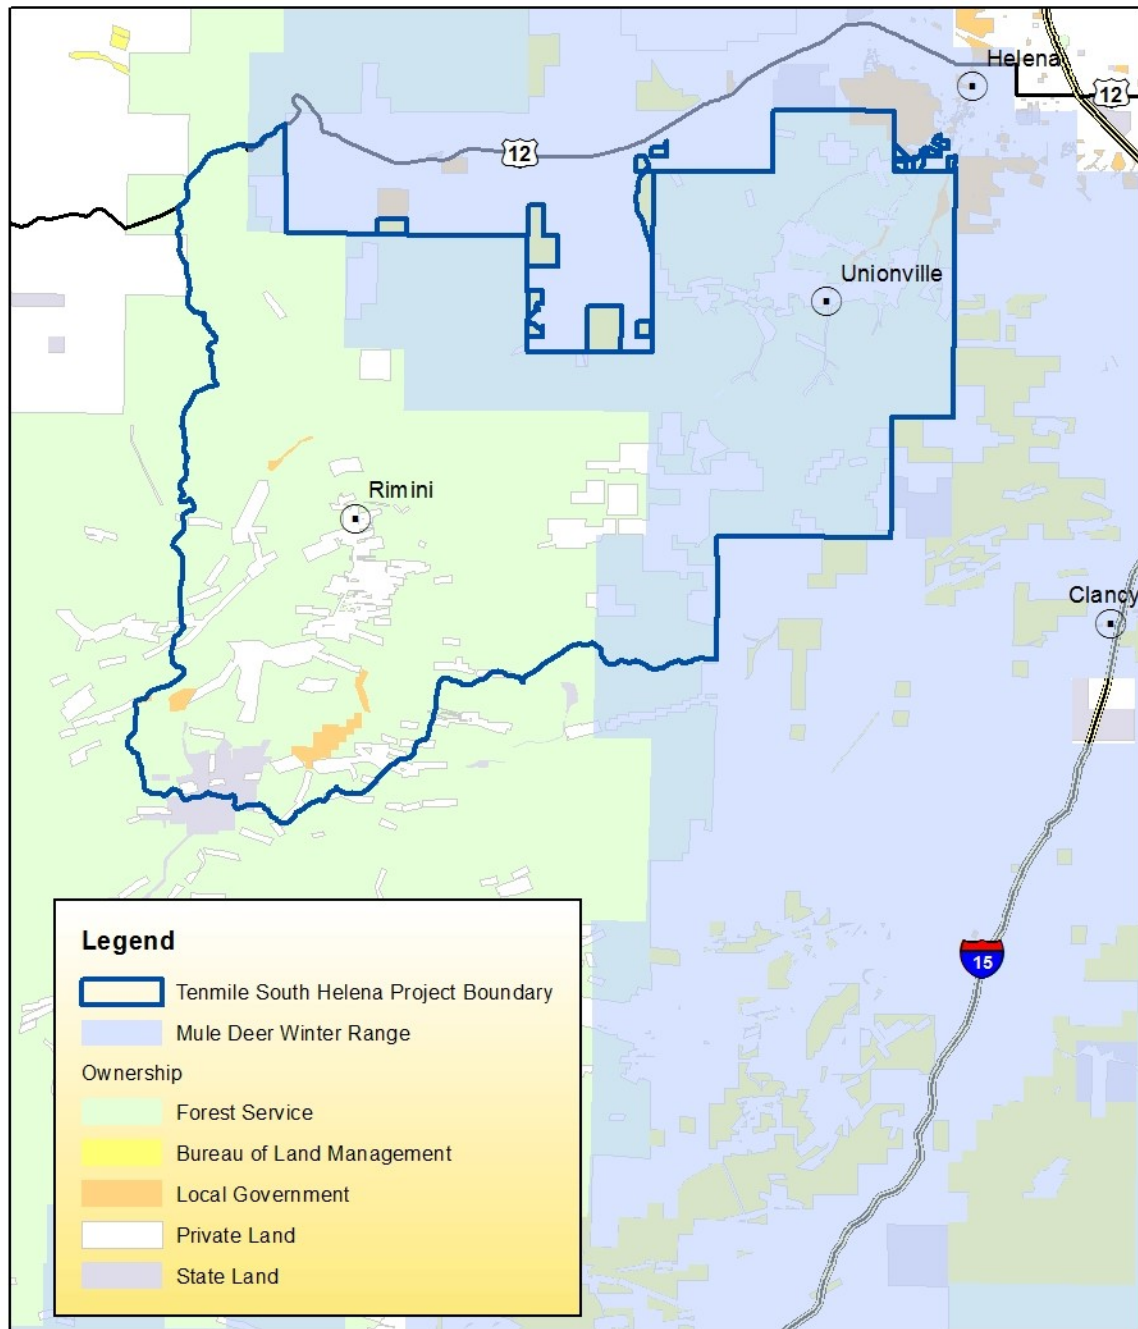 Helena
12
12
Unionville
Rimini
Clancy
15
Legend
Tenmile South Helena Project Boundary
Mule Deer Winter Range
Ownership
Forest Service
Bureau of Land Management
Local Government
Private Land
State Land